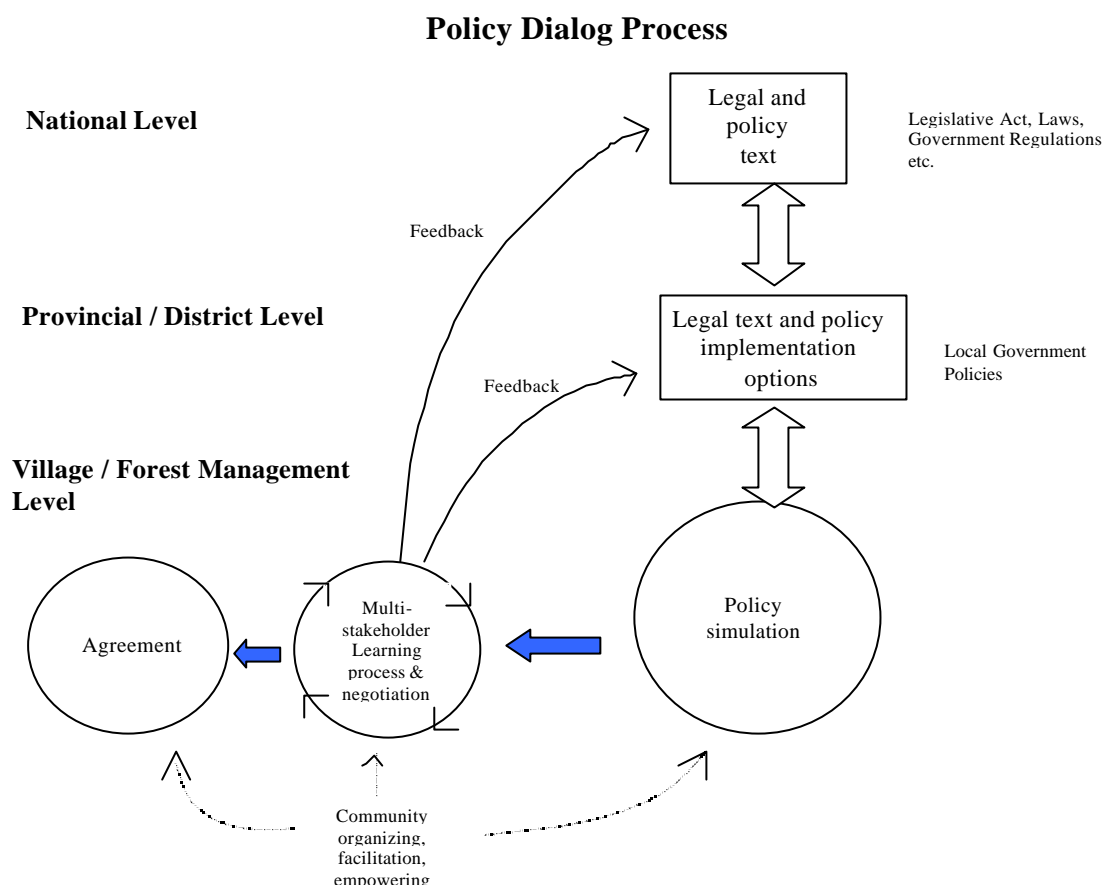 Policy Dialog Process
National Level
Legal and
policy
text
Legislative Act, Laws,
Government Regulations
etc.
Feedback
Provincial / District Level
Legal text and policy
implementation
options
Local Government
Policies
Feedback
Village / Forest Management
Level
Agreement
Multi-
stakeholder
Learning
process &
negotiation
Policy
simulation
Community
organizing,
facilitation,
empowering